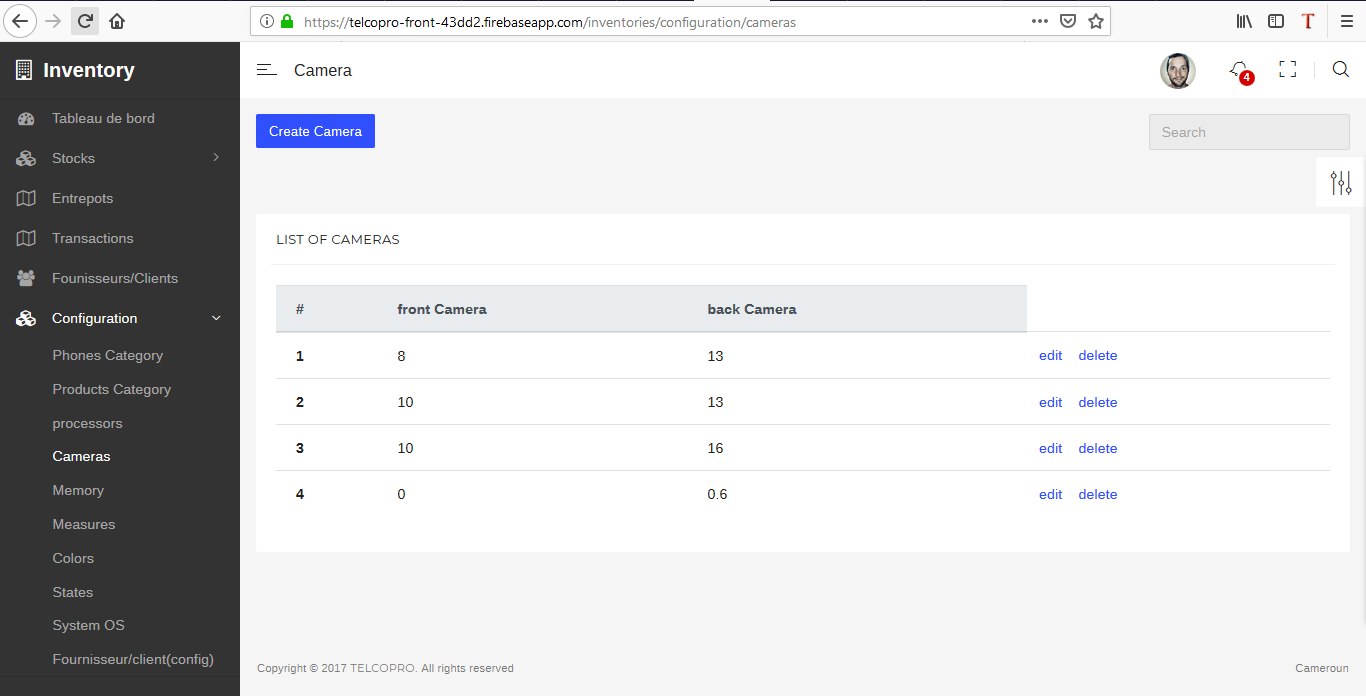 https://telcopro-front-43dd2.firebaseapp.com/inventories/configuration/cameras
T
Inventory
Camera
4
Tableau de bord
Stocks
Entrepots
Transactions
Founisseurs/Clients
Configuration
Phones Category
Products Category
processors
Cameras
Memory
Measures
Colors
States
System OS
Fournisseur/client(config)
Create Camera
Search
LIST OF CAMERAS
# front Camera back Camera
1 8 13 edit delete
2 10 13 edit delete
3 10 16 edit delete
4 0 0.6 edit delete
Copyright © 2017 TELCOPRO. All rights reserved
Cameroun